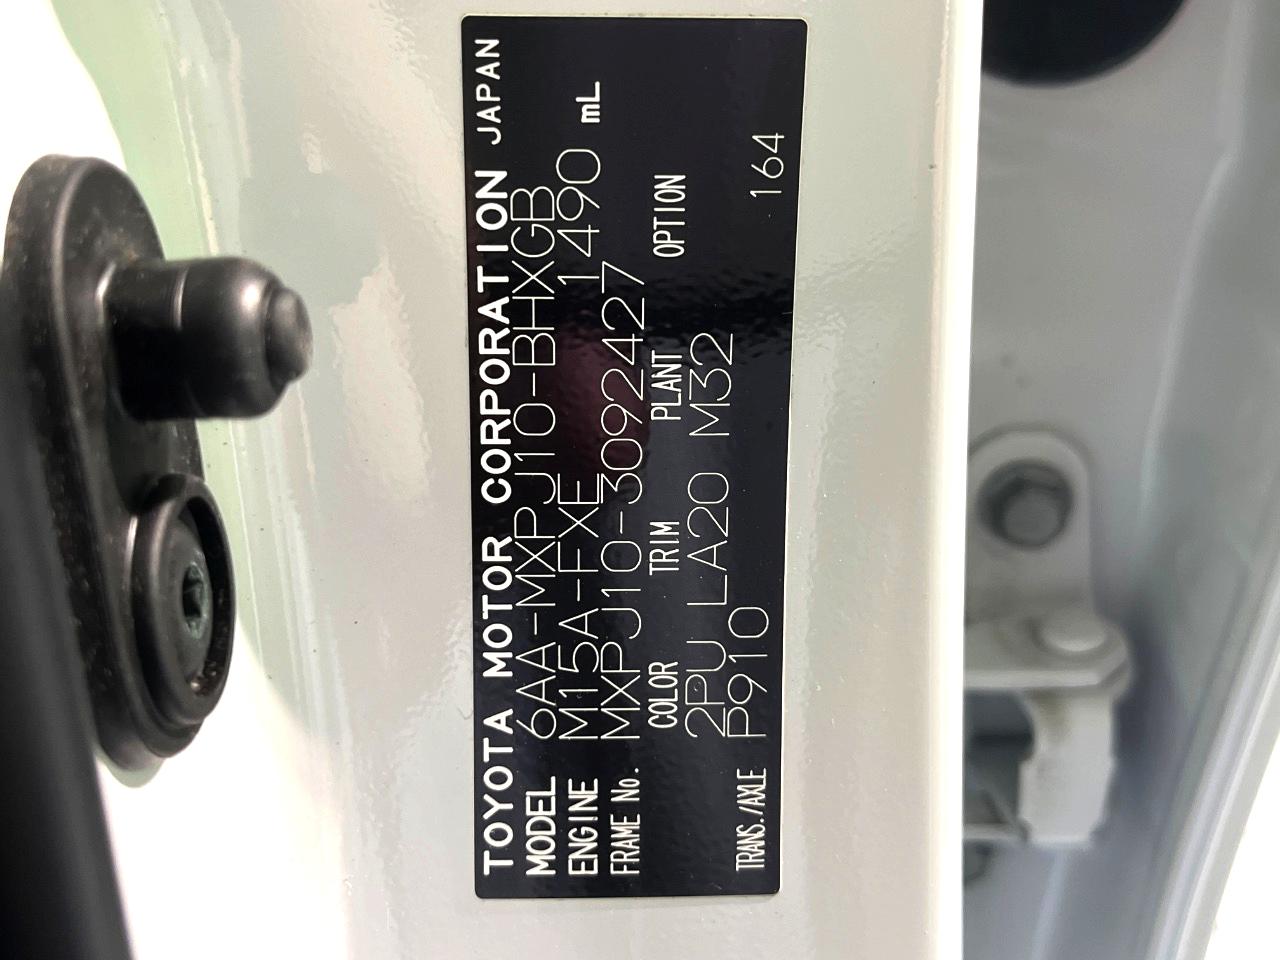 TOYOTA MOTOR CORPORATION JAPAN
MODEL 6AA-MXPJ10-BHXGB
ENGINE M15A-FXE 1490 mL
FRAME No. MXPJ10-3092427
COLOR TRIM PLANT OPTION
2PU LA20 M32
TRANS./AXLE P910 164